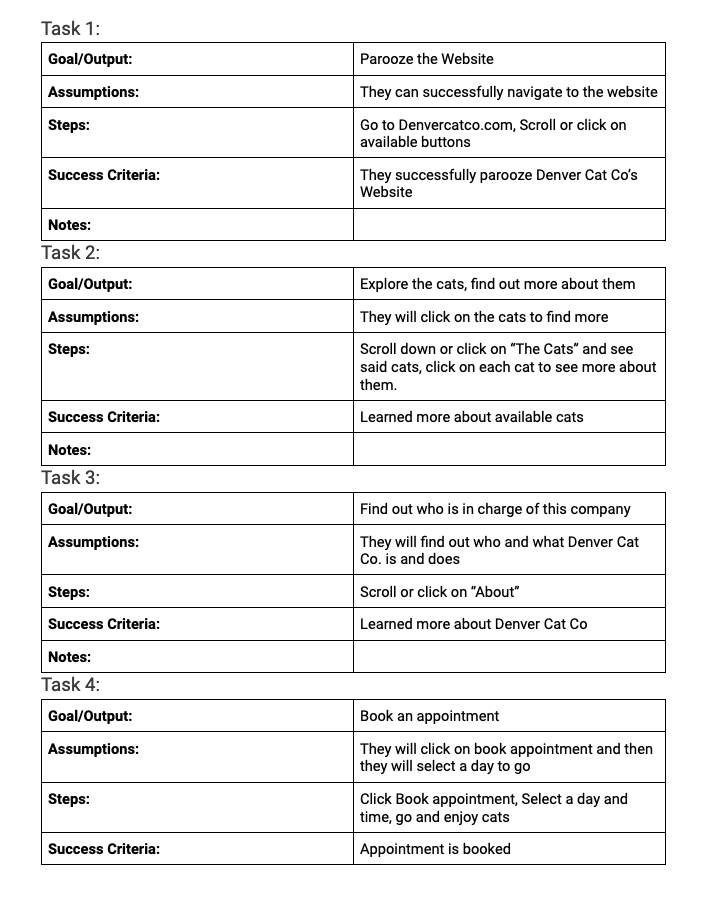 Task 1:
Goal/Output: Parooze the Website
Assumptions: They can successfully navigate to the website
Steps: Go to Denvercatco.com, Scroll or click on
available buttons
Success Criteria: They successfully parooze Denver Cat Co’s
Website
Notes:
Task 2:
Goal/Output: Explore the cats, find out more about them
Assumptions: They will click on the cats to find more
Steps: Scroll down or click on “The Cats” and see
said cats, click on each cat to see more about
them.
Success Criteria: Learned more about available cats
Notes:
Task 3:
Goal/Output: Find out who is in charge of this company
Assumptions: They will find out who and what Denver Cat
Co. is and does
Steps: Scroll or click on “About”
Success Criteria: Learned more about Denver Cat Co
Notes:
Task 4:
Goal/Output: Book an appointment
Assumptions: They will click on book appointment and then
they will select a day to go
Steps: Click Book appointment, Select a day and
time, go and enjoy cats
Success Criteria: Appointment is booked